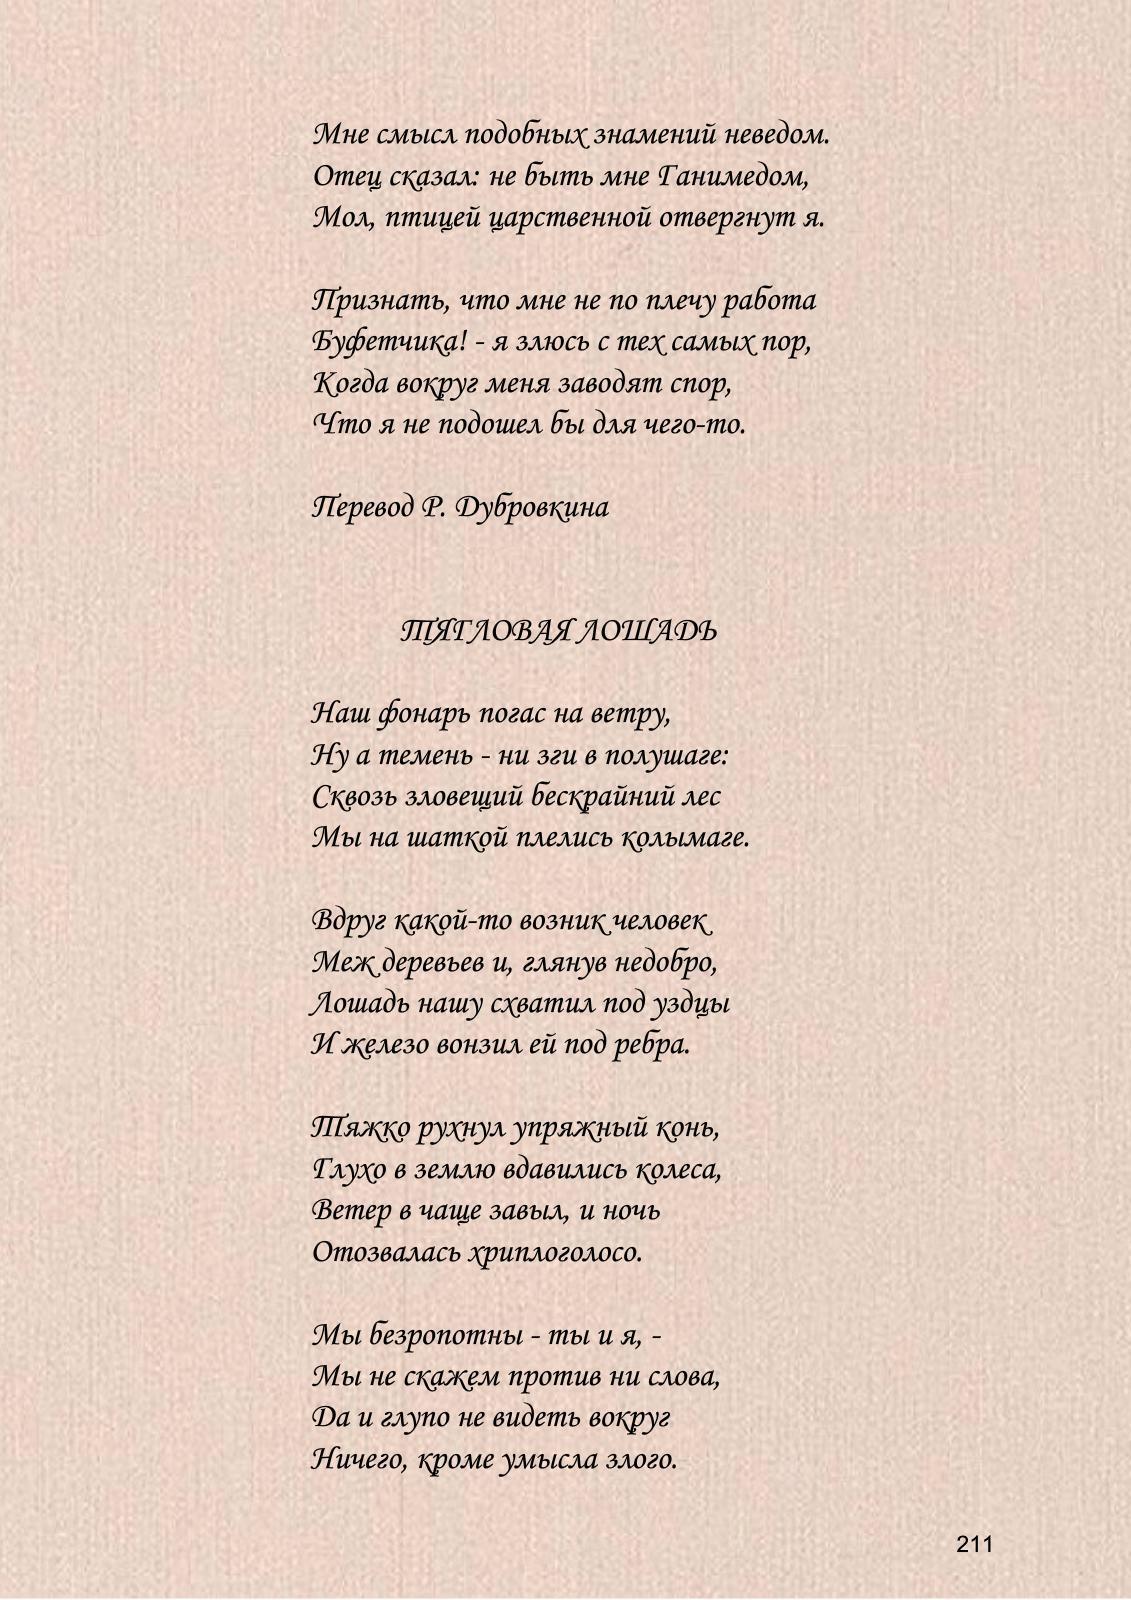 Мне смысл подобных знамений неведом.
Отец сказал: не быть мне Ганимедом,
Мол, птицей царственной отвергнут я.
Признать, что мне не по плечу работа
Буфетчика! - я злюсь с тех самых пор,
Когда вокруг меня заводят спор,
Что я не подошел бы для чего-то.
Перевод Р. Дубровкина
ТЯГЛОВАЯ ЛОШАДЬ
Наш фонарь погас на ветру,
Ну а темень - ни зги в полушаге:
Сквозь зловещий бескрайний лес
Мы на шаткой плелись колымаге.
Вдруг какой-то возник человек
Меж деревьев и, глянув недобро,
Лошадь нашу схватил под уздцы
И железо вонзил ей под ребра.
Тяжко рухнул упряжный конь,
Глухо в землю вдавились колеса,
Ветер в чаще завыл, и ночь
Отозвалась хриплоголосо.
Мы безропотны - ты и я, -
Мы не скажем против ни слова,
Да и глупо не видеть вокруг
Ничего, кроме умысла злого.
211